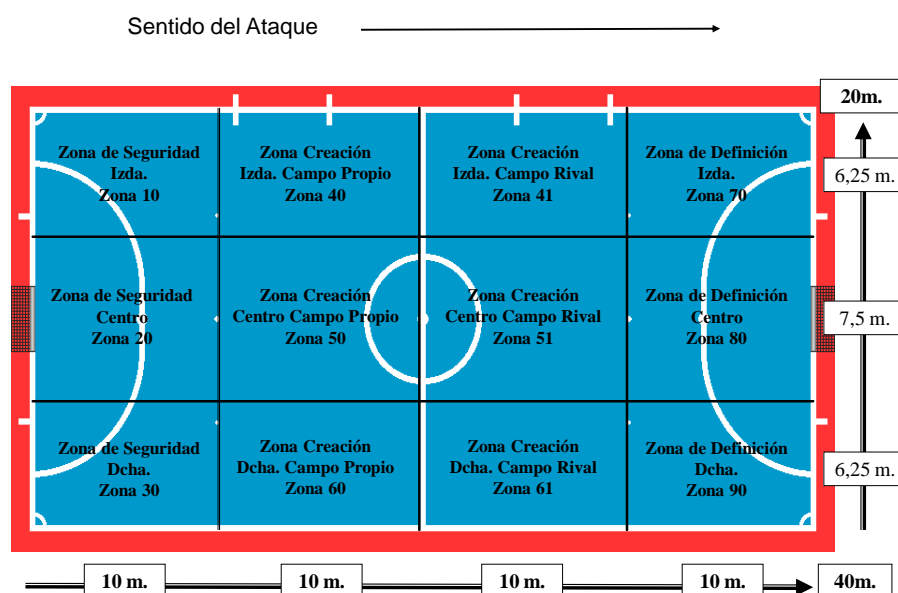 Sentido del Ataque
20m.
Zona de Seguridad
Izda.
Zona 10
Zona Creación
Izda. Campo Propio
Zona 40
Zona Creación
Izda. Campo Rival
Zona 41
Zona de Definición
Izda.
Zona 70
6,25 m.
Zona de Seguridad
Centro
Zona 20
Zona Creación
Centro Campo Propio
Zona 50
Zona Creación
Centro Campo Rival
Zona 51
Zona de Definición
Centro
Zona 80
7,5 m.
Zona de Seguridad
Dcha.
Zona 30
Zona Creación
Dcha. Campo Propio
Zona 60
Zona Creación
Dcha. Campo Rival
Zona 61
Zona de Definición
Dcha.
Zona 90
6,25 m.
10 m.
10 m.
10 m.
10 m.
40m.